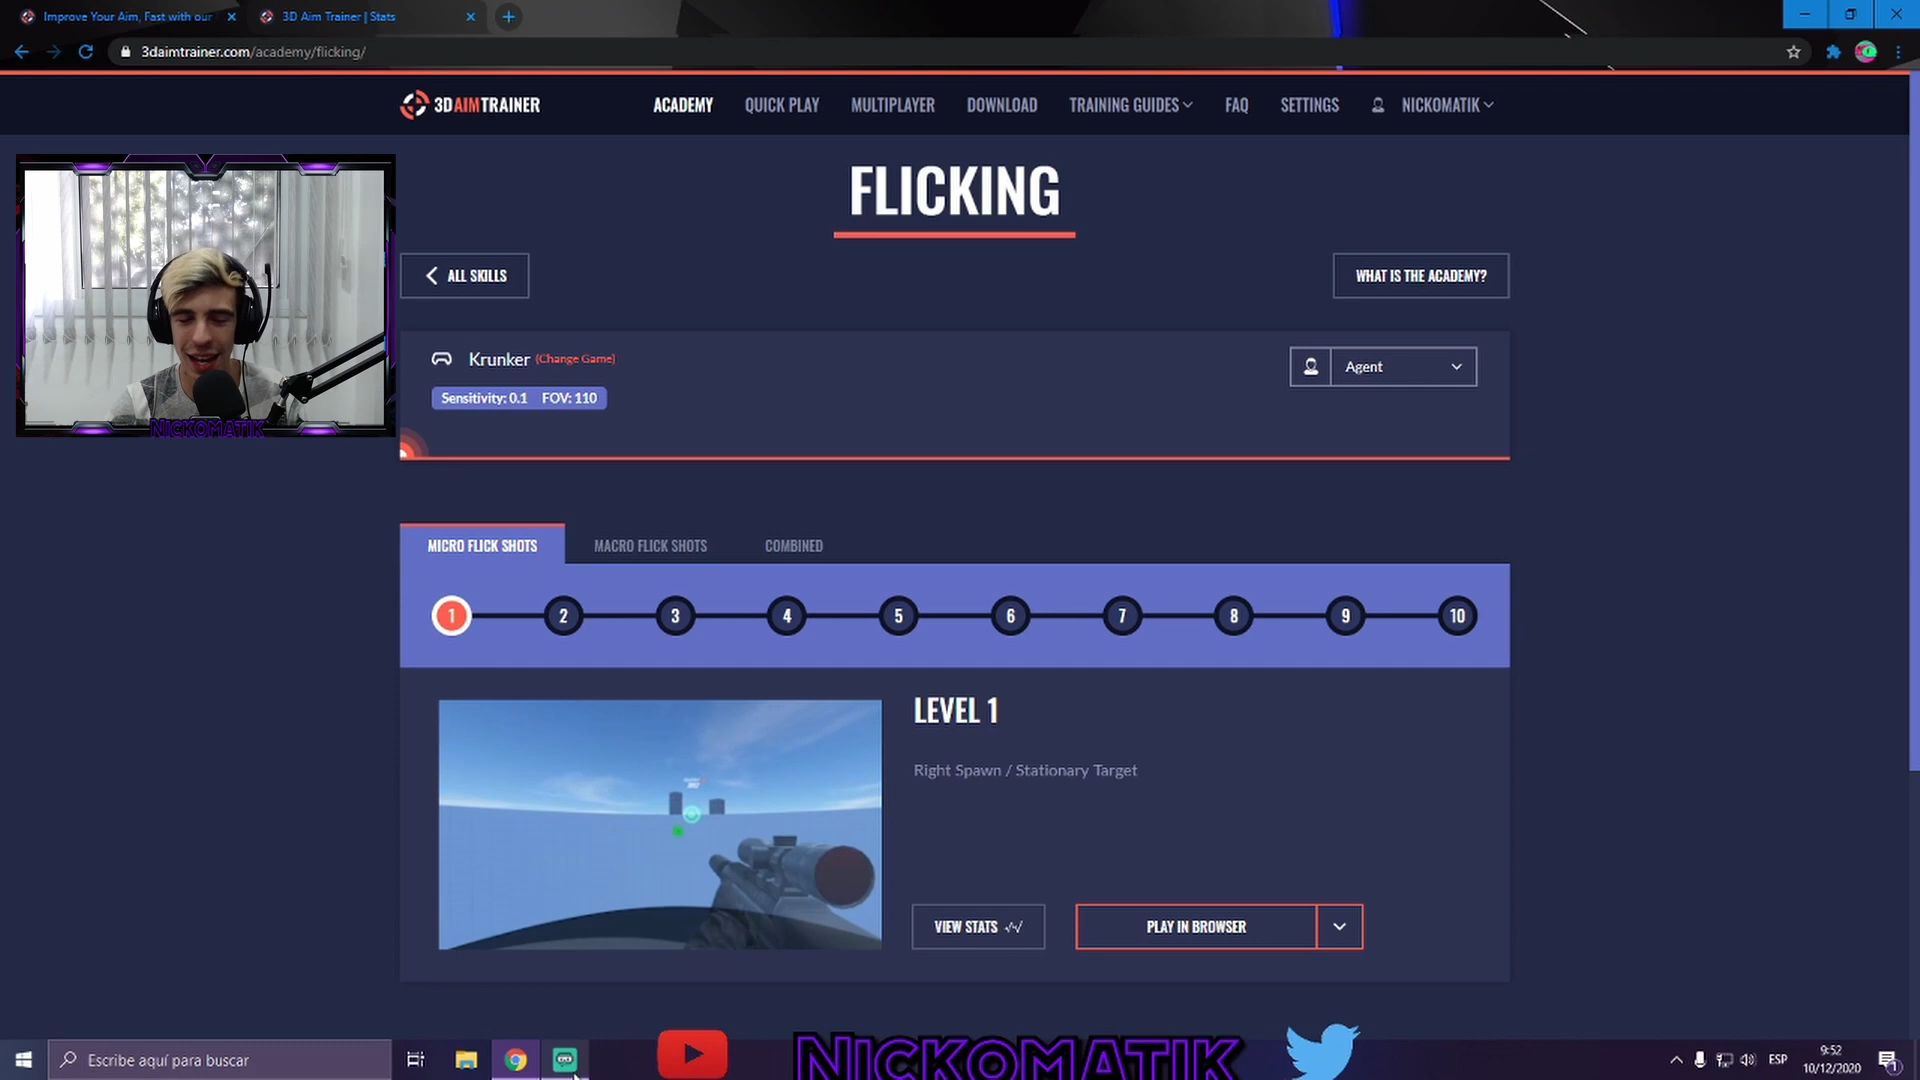 Improve Your Aim, Fast with our
3D Aim Trainer | Stats
3daimtrainer.com/academy/flicking/
3DAIMTRAINER
ACADEMY
QUICK PLAY
MULTIPLAYER
DOWNLOAD
TRAINING GUIDES
FAQ
SETTINGS
NICKOMATIK
FLICKING
ALL SKILLS
WHAT IS THE ACADEMY?
Krunker (Change Game)
Agent
Sensitivity: 0.1 FOV: 110
NICKOMATIK
MICRO FLICK SHOTS
MACRO FLICK SHOTS
COMBINED
1 2 3 4 5 6 7 8 9 10
LEVEL 1
Right Spawn / Stationary Target
VIEW STATS
PLAY IN BROWSER
Escribe aquí para buscar
NICKOMATIK
ESP
9:52
10/12/2020
1